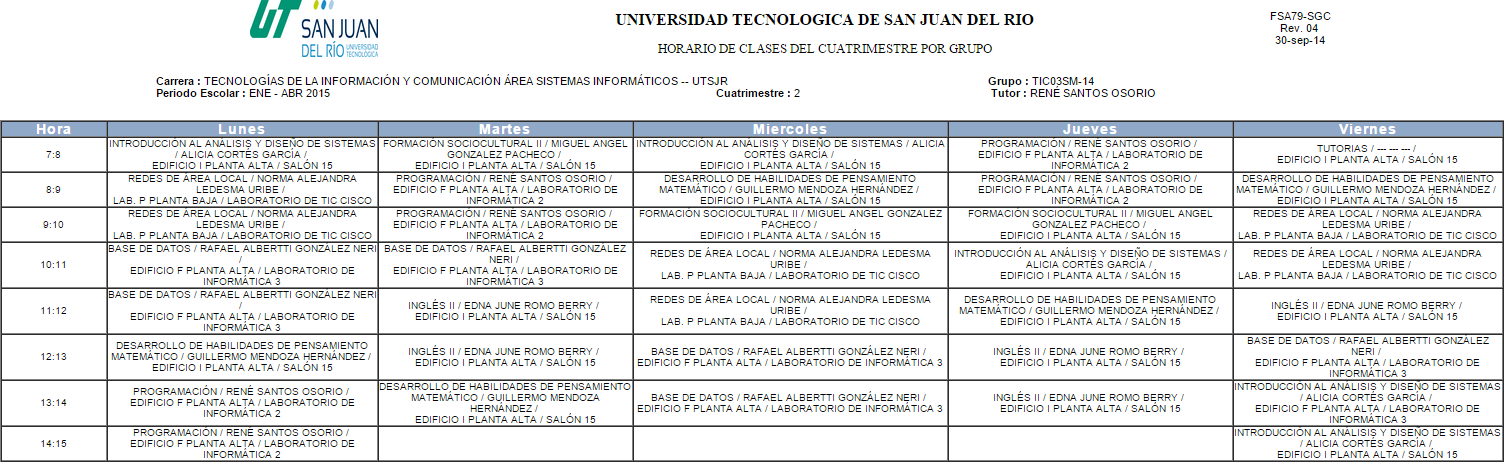 UT
SAN JUAN
DEL RÍO UNIVERSIDAD
TECNOLÓGICA
UNIVERSIDAD TECNOLOGICA DE SAN JUAN DEL RIO
HORARIO DE CLASES DEL CUATRIMESTRE POR GRUPO
FSA79-SGC
Rev. 04
30-sep-14
Carrera : TECNOLOGÍAS DE LA INFORMACIÓN Y COMUNICACIÓN ÁREA SISTEMAS INFORMÁTICOS -- UTSJR
Grupo : TIC03SM-14
Periodo Escolar : ENE - ABR 2015
Cuatrimestre : 2
Tutor : RENÉ SANTOS OSORIO
Hora Lunes Martes Miercoles Jueves Viernes
7:8
INTRODUCCIÓN AL ANÁLISIS Y DISEÑO DE SISTEMAS
/ ALICIA CORTÉS GARCÍA /
EDIFICIO I PLANTA ALTA / SALÓN 15
FORMACIÓN SOCIOCULTURAL II / MIGUEL ANGEL
GONZALEZ PACHECO /
EDIFICIO I PLANTA ALTA / SALÓN 15
INTRODUCCIÓN AL ANÁLISIS Y DISEÑO DE SISTEMAS / ALICIA
CORTÉS GARCÍA /
EDIFICIO I PLANTA ALTA / SALÓN 15
PROGRAMACIÓN / RENÉ SANTOS OSORIO /
EDIFICIO F PLANTA ALTA / LABORATORIO DE
INFORMÁTICA 2
TUTORIAS / --- --- --- /
EDIFICIO I PLANTA ALTA / SALÓN 15
8:9
REDES DE ÁREA LOCAL / NORMA ALEJANDRA
LEDESMA URIBE /
LAB. P PLANTA BAJA / LABORATORIO DE TIC CISCO
PROGRAMACIÓN / RENÉ SANTOS OSORIO /
EDIFICIO F PLANTA ALTA / LABORATORIO DE
INFORMÁTICA 2
DESARROLLO DE HABILIDADES DE PENSAMIENTO
MATEMÁTICO / GUILLERMO MENDOZA HERNÁNDEZ /
EDIFICIO I PLANTA ALTA / SALÓN 15
PROGRAMACIÓN / RENÉ SANTOS OSORIO /
EDIFICIO F PLANTA ALTA / LABORATORIO DE
INFORMÁTICA 2
DESARROLLO DE HABILIDADES DE PENSAMIENTO
MATEMÁTICO / GUILLERMO MENDOZA HERNÁNDEZ /
EDIFICIO I PLANTA ALTA / SALÓN 15
9:10
REDES DE ÁREA LOCAL / NORMA ALEJANDRA
LEDESMA URIBE /
LAB. P PLANTA BAJA / LABORATORIO DE TIC CISCO
PROGRAMACIÓN / RENÉ SANTOS OSORIO /
EDIFICIO F PLANTA ALTA / LABORATORIO DE
INFORMÁTICA 2
FORMACIÓN SOCIOCULTURAL II / MIGUEL ANGEL GONZALEZ
PACHECO /
EDIFICIO I PLANTA ALTA / SALÓN 15
FORMACIÓN SOCIOCULTURAL II / MIGUEL ANGEL
GONZALEZ PACHECO /
EDIFICIO I PLANTA ALTA / SALÓN 15
REDES DE ÁREA LOCAL / NORMA ALEJANDRA
LEDESMA URIBE /
LAB. P PLANTA BAJA / LABORATORIO DE TIC CISCO
10:11
BASE DE DATOS / RAFAEL ALBERTTI GONZÁLEZ NERI
/
EDIFICIO F PLANTA ALTA / LABORATORIO DE
INFORMÁTICA 3
BASE DE DATOS / RAFAEL ALBERTTI GONZÁLEZ
NERI /
EDIFICIO F PLANTA ALTA / LABORATORIO DE
INFORMÁTICA 3
REDES DE ÁREA LOCAL / NORMA ALEJANDRA LEDESMA
URIBE /
LAB. P PLANTA BAJA / LABORATORIO DE TIC CISCO
INTRODUCCIÓN AL ANÁLISIS Y DISEÑO DE SISTEMAS /
ALICIA CORTÉS GARCÍA /
EDIFICIO I PLANTA ALTA / SALÓN 15
REDES DE ÁREA LOCAL / NORMA ALEJANDRA
LEDESMA URIBE /
LAB. P PLANTA BAJA / LABORATORIO DE TIC CISCO
11:12
BASE DE DATOS / RAFAEL ALBERTTI GONZÁLEZ NERI
/
EDIFICIO F PLANTA ALTA / LABORATORIO DE
INFORMÁTICA 3
INGLÉS II / EDNA JUNE ROMO BERRY /
EDIFICIO I PLANTA ALTA / SALÓN 15
REDES DE ÁREA LOCAL / NORMA ALEJANDRA LEDESMA
URIBE /
LAB. P PLANTA BAJA / LABORATORIO DE TIC CISCO
DESARROLLO DE HABILIDADES DE PENSAMIENTO
MATEMÁTICO / GUILLERMO MENDOZA HERNÁNDEZ /
EDIFICIO I PLANTA ALTA / SALÓN 15
INGLÉS II / EDNA JUNE ROMO BERRY /
EDIFICIO I PLANTA ALTA / SALÓN 15
12:13
DESARROLLO DE HABILIDADES DE PENSAMIENTO
MATEMÁTICO / GUILLERMO MENDOZA HERNÁNDEZ /
EDIFICIO I PLANTA ALTA / SALÓN 15
INGLÉS II / EDNA JUNE ROMO BERRY /
EDIFICIO I PLANTA ALTA / SALÓN 15
BASE DE DATOS / RAFAEL ALBERTTI GONZÁLEZ NERI /
EDIFICIO F PLANTA ALTA / LABORATORIO DE INFORMÁTICA 3
INGLÉS II / EDNA JUNE ROMO BERRY /
EDIFICIO I PLANTA ALTA / SALÓN 15
BASE DE DATOS / RAFAEL ALBERTTI GONZÁLEZ
NERI /
EDIFICIO F PLANTA ALTA / LABORATORIO DE
INFORMÁTICA 3
13:14
PROGRAMACIÓN / RENÉ SANTOS OSORIO /
EDIFICIO F PLANTA ALTA / LABORATORIO DE
INFORMÁTICA 2
DESARROLLO DE HABILIDADES DE PENSAMIENTO
MATEMÁTICO / GUILLERMO MENDOZA
HERNÁNDEZ /
EDIFICIO I PLANTA ALTA / SALÓN 15
BASE DE DATOS / RAFAEL ALBERTTI GONZÁLEZ NERI /
EDIFICIO F PLANTA ALTA / LABORATORIO DE INFORMÁTICA 3
INGLÉS II / EDNA JUNE ROMO BERRY /
EDIFICIO I PLANTA ALTA / SALÓN 15
INTRODUCCIÓN AL ANÁLISIS Y DISEÑO DE SISTEMAS
/ ALICIA CORTÉS GARCÍA /
EDIFICIO F PLANTA ALTA / LABORATORIO DE
INFORMÁTICA 3
14:15
PROGRAMACIÓN / RENÉ SANTOS OSORIO /
EDIFICIO F PLANTA ALTA / LABORATORIO DE
INFORMÁTICA 2
INTRODUCCIÓN AL ANÁLISIS Y DISEÑO DE SISTEMAS
/ ALICIA CORTÉS GARCÍA /
EDIFICIO I PLANTA ALTA / SALÓN 15